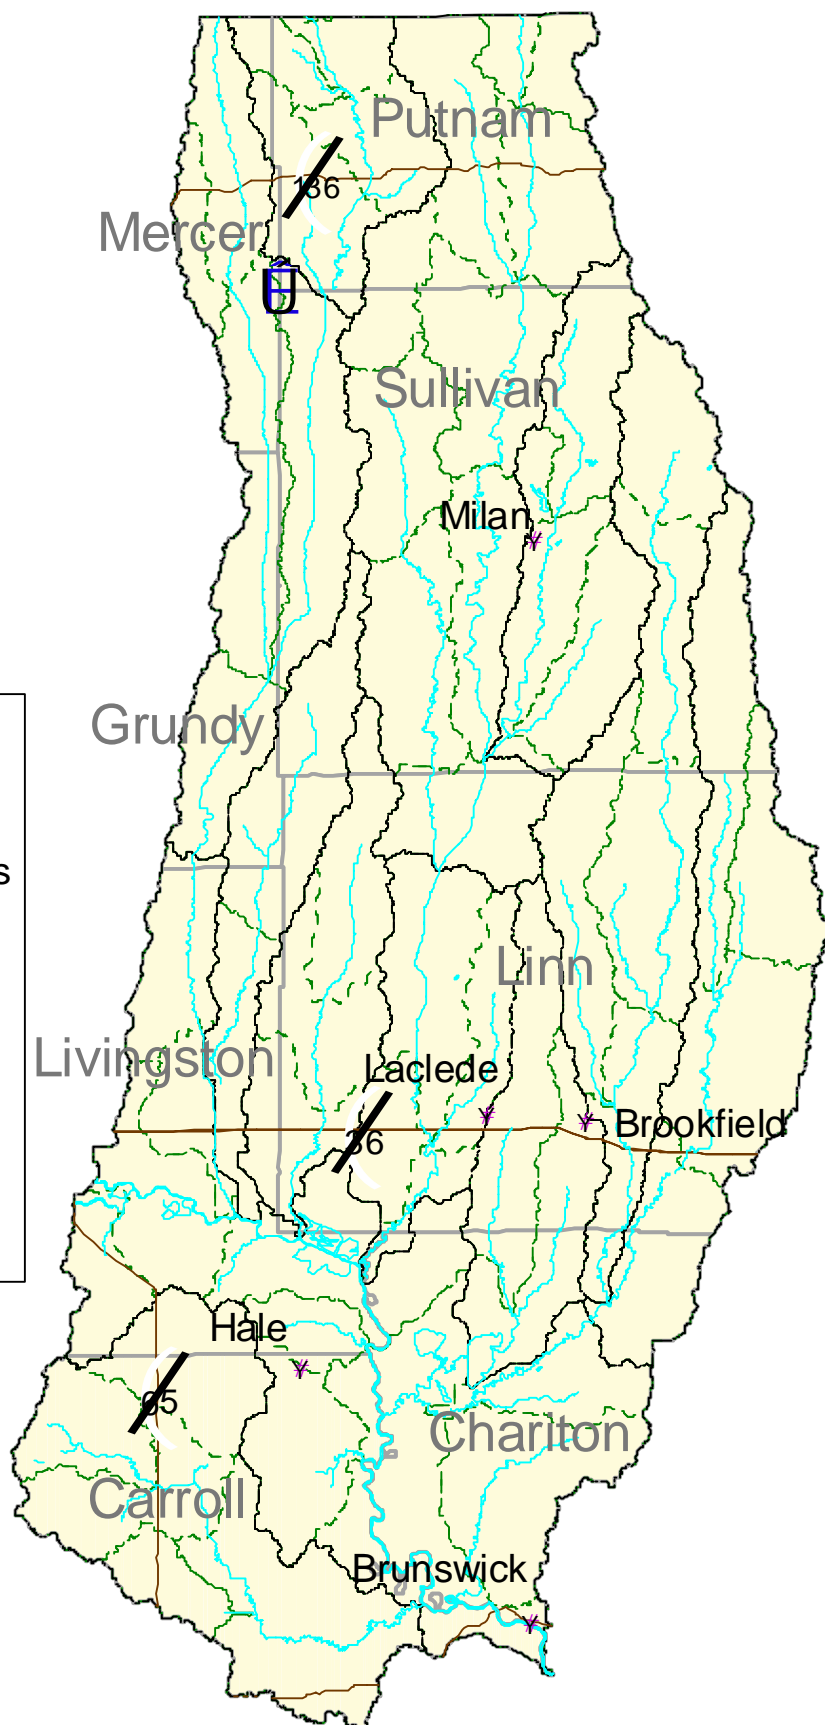 Putnam
136
Mercer
Sullivan
Milan
Grundy
s
Linn
Livingston
Laclede
Brookfield
36
Hale
65
Chariton
Carroll
Brunswick